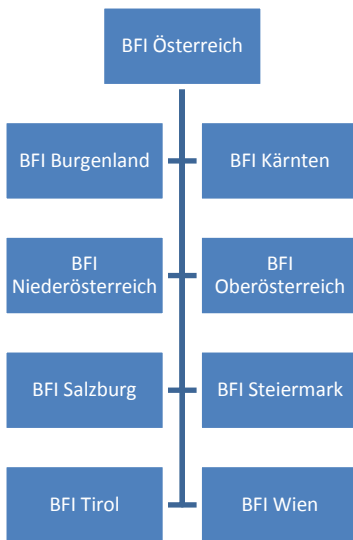 BFI Österreich
BFI Burgenland
BFI Kärnten
BFI
Niederösterreich
BFI
Oberösterreich
BFI Salzburg
BFI Steiermark
BFI Tirol
BFI Wien